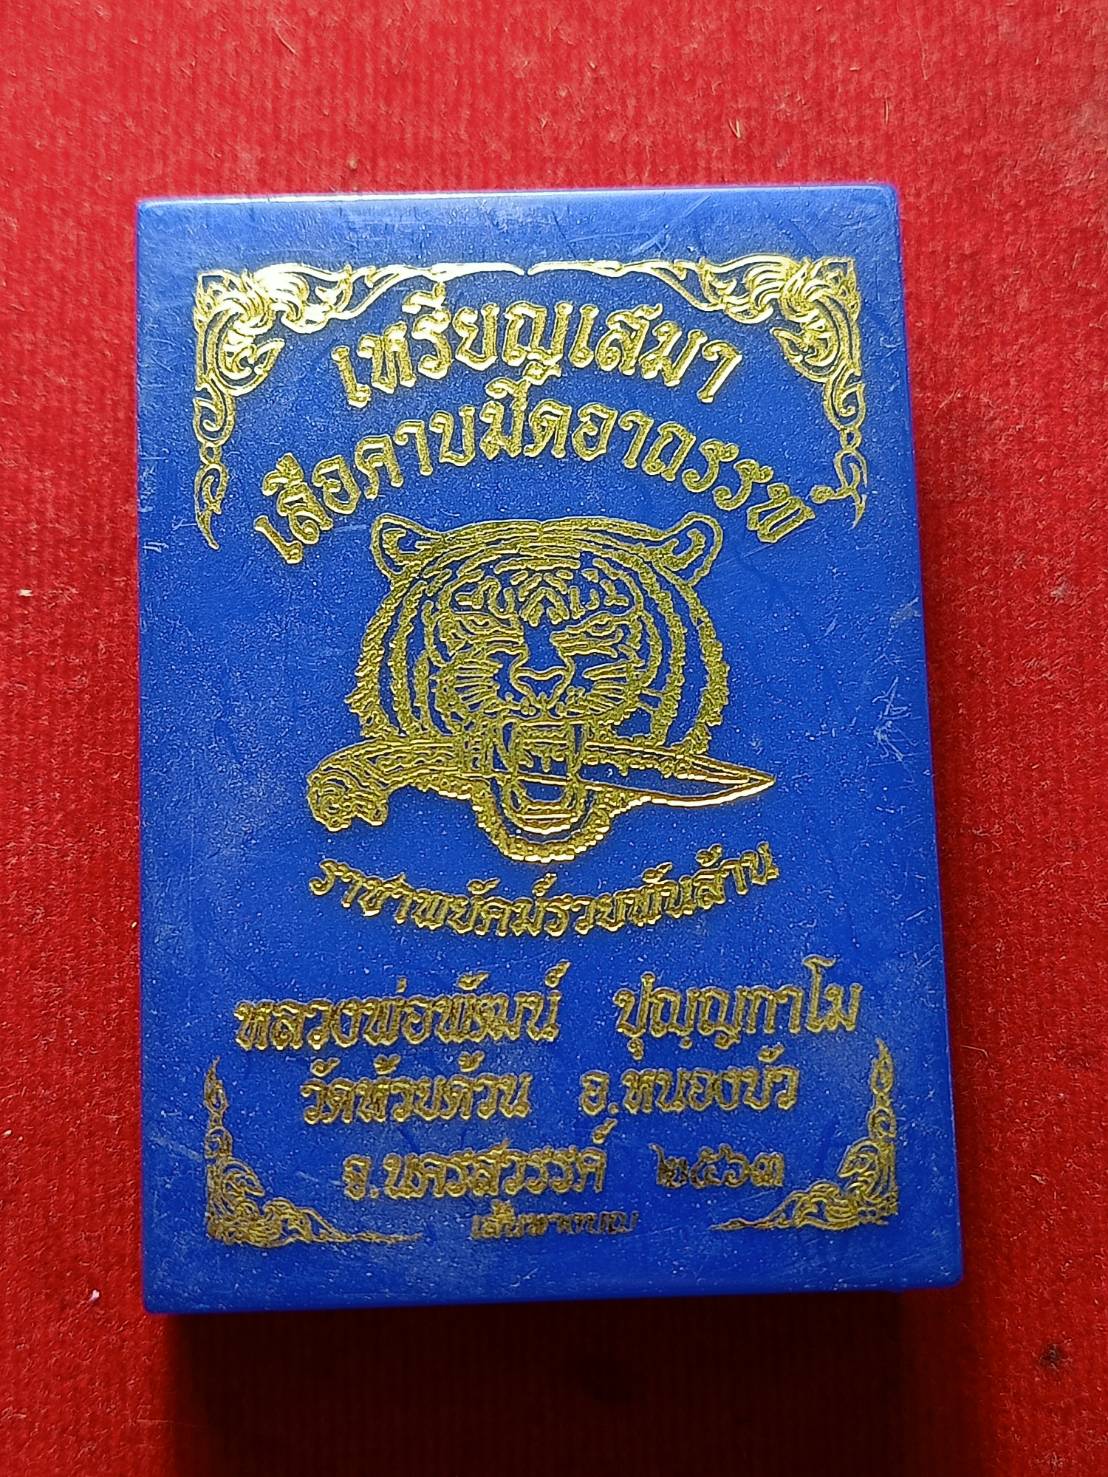 เหรียญเสมา
เสือคาบมีดอาถรรพ์
ราชาพยัคฆ์รวยพันล้าน
หลวงพ่อพัฒน์ ปุญฺญกาโม
วัดห้วยด้วน อ.หนองบัว
จ.นครสวรรค์ ๒๕๖๓